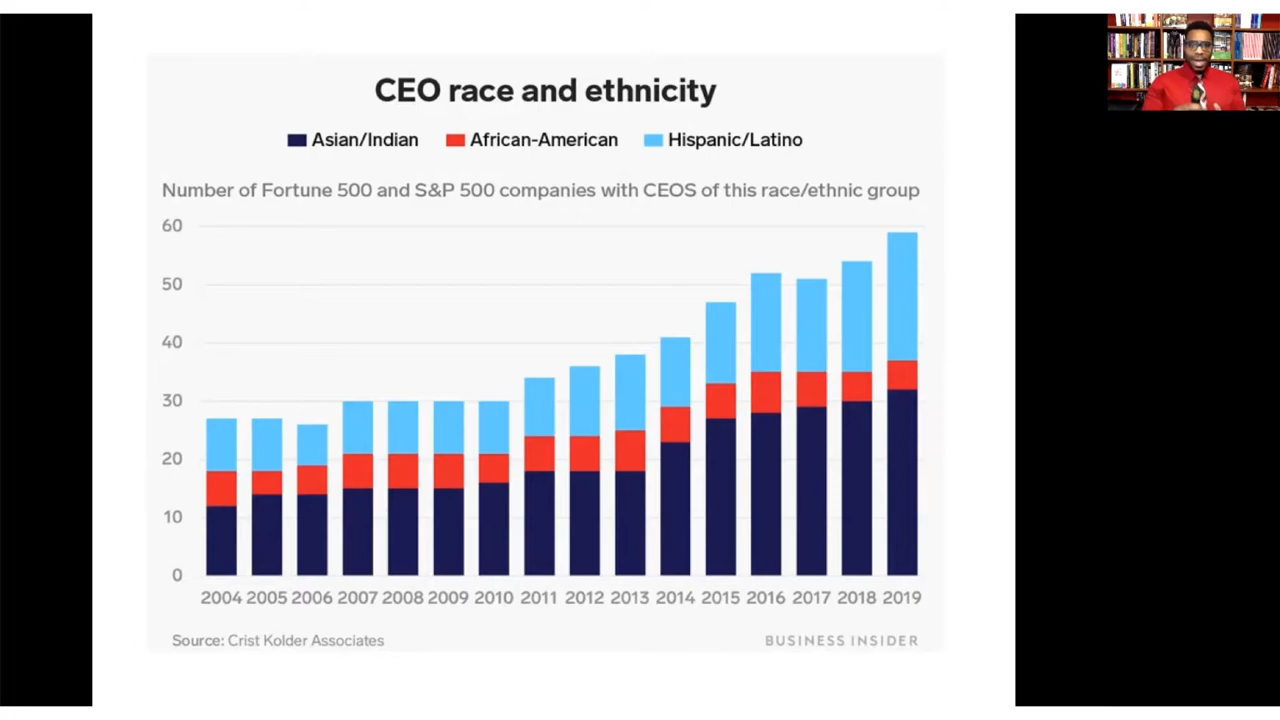 CEO race and ethnicity
Asian/Indian African-American Hispanic/Latino
Number of Fortune 500 and S&P 500 companies with CEOS of this race/ethnic group
60
50
40
30
20
10
0
2004 2005 2006 2007 2008 2009 2010 2011 2012 2013 2014 2015 2016 2017 2018 2019
Source: Crist Kolder Associates BUSINESS INSIDER